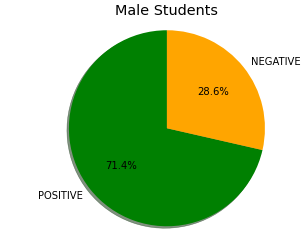 Male Students
NEGATIVE
28.6%
71.4%
POSITIVE